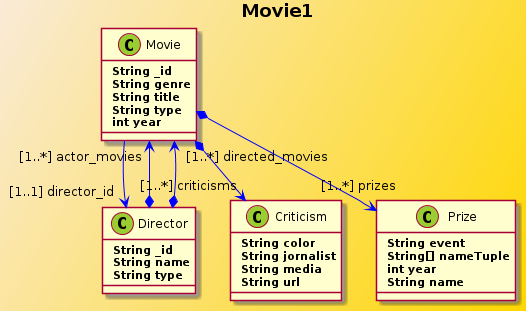 Movie1
C Movie
String _id
String genre
String title
String type
int year
[1..*] actor_movies
[1..*] directed_movies
[1..1] director_id
[1..*] criticisms
[1..*] prizes
C Director
String _id
String name
String type
C Criticism
String color
String jornalist
String media
String url
C Prize
String event
String[] nameTuple
int year
String name